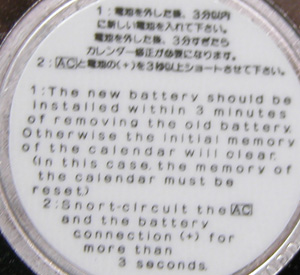 1：電池を外した後、3分以内
に新しい電池を入れて下さい。
電池を外した後、3分すぎたら
カレンダー修正が必要になります。
2：ACと電池の(+)を3秒以上ショートさせて下さい。
1:The new battery should be
installed within 3 minutes
of removing the old battery.
Otherwise the initial memory
of the calendar will clear.
(in this case, the memory of
the calendar must be
reset.)
2:Snort-circuit the AC
and the battery
connection (+) for
more than
3 seconds.